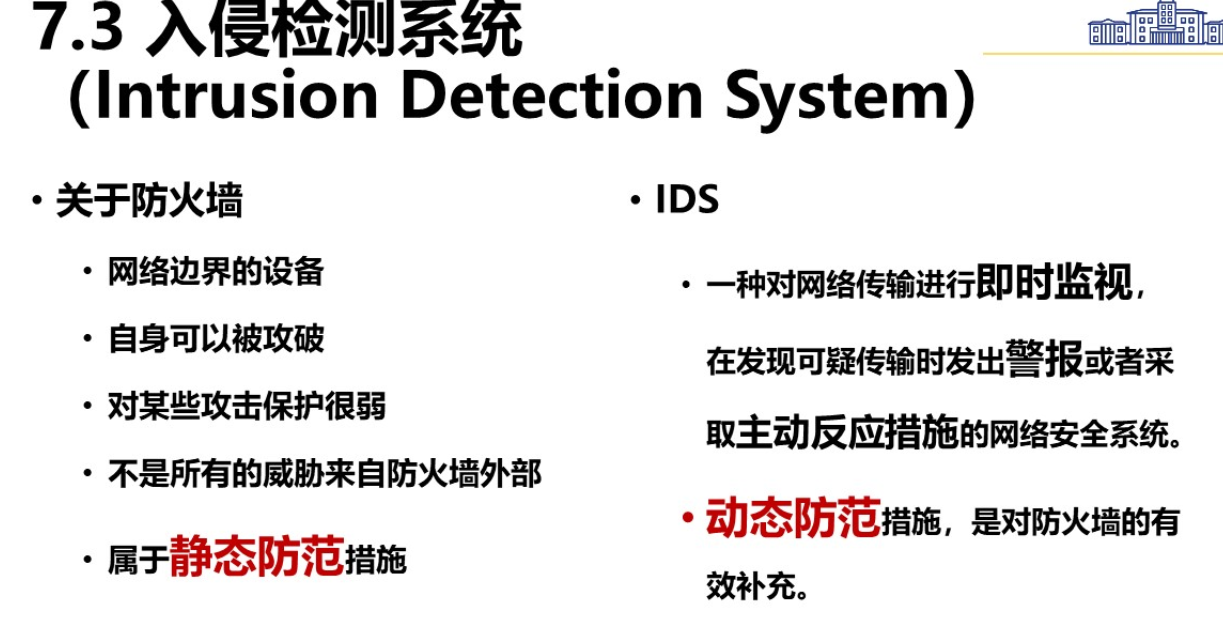 7.3 入侵检测系统
（Intrusion Detection System）
• 关于防火墙
• 网络边界的设备
• 自身可以被攻破
• 对某些攻击保护很弱
• 不是所有的威胁来自防火墙外部
• 属于静态防范措施
• IDS
• 一种对网络传输进行即时监视，
在发现可疑传输时发出警报或者采
取主动反应措施的网络安全系统。
• 动态防范措施，是对防火墙的有
效补充。